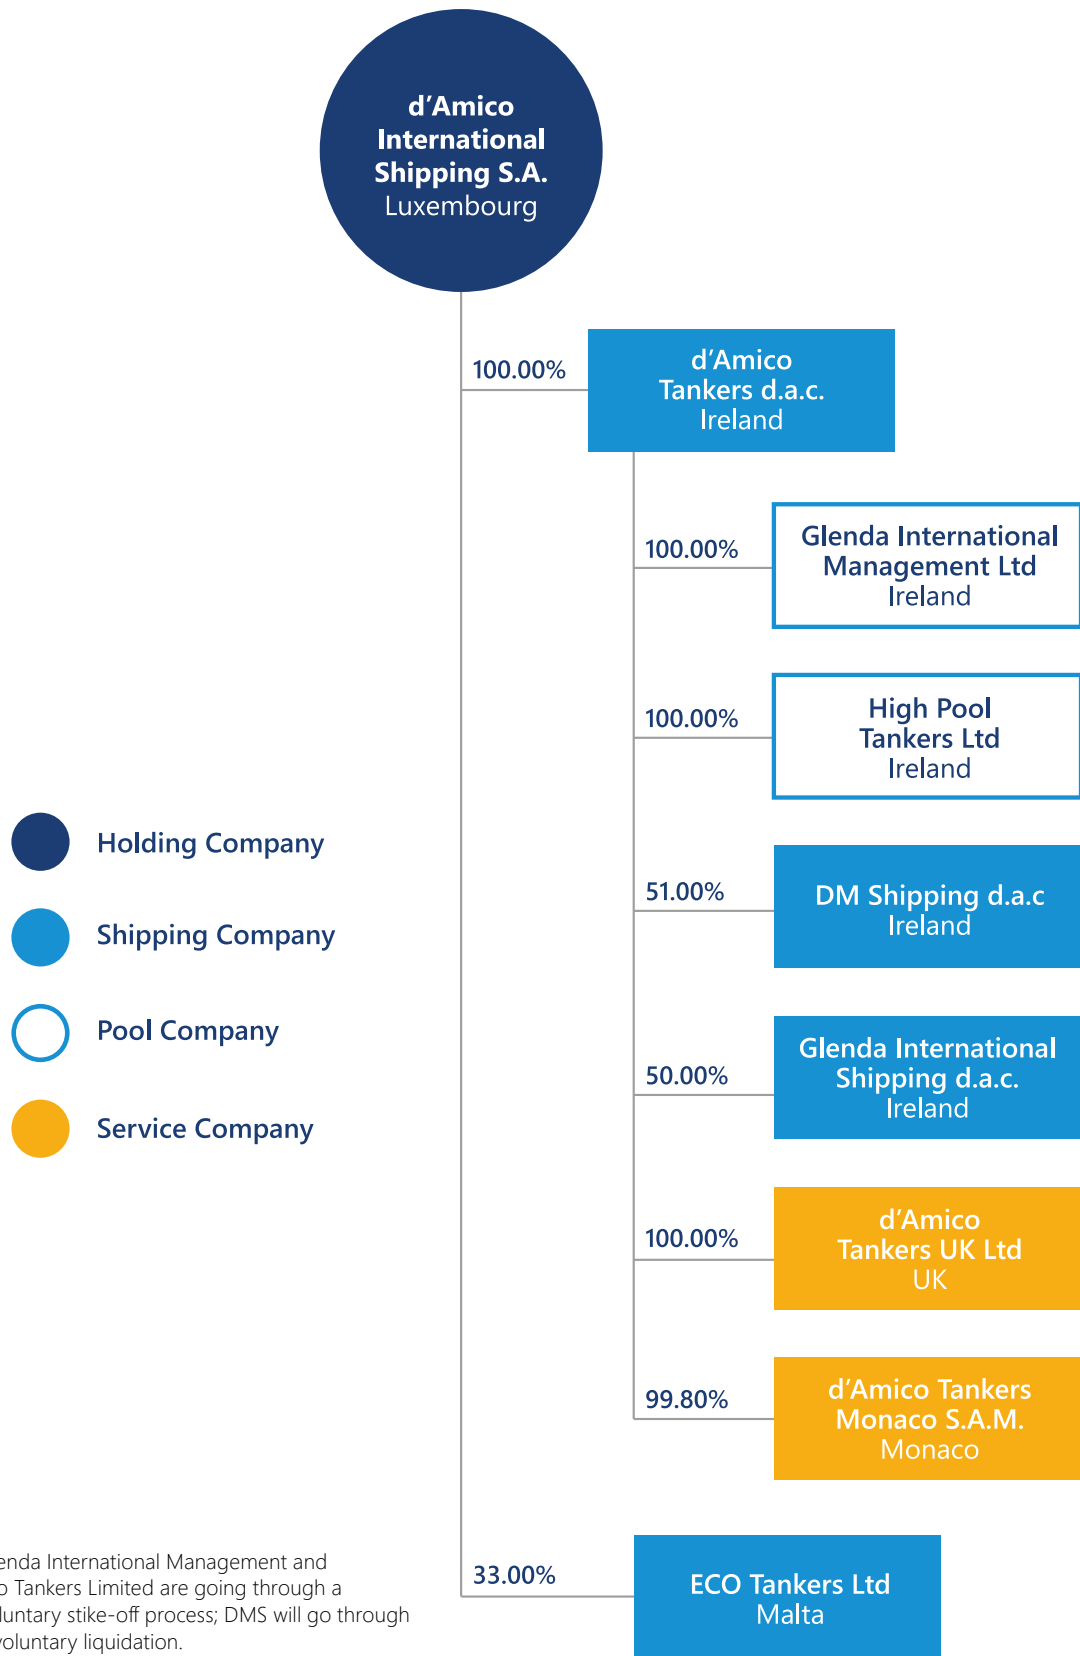 d’Amico
International
Shipping S.A.
Luxembourg
100.00%
d’Amico
Tankers d.a.c.
Ireland
100.00%
Glenda International
Management Ltd
Ireland
100.00%
High Pool
Tankers Ltd
Ireland
51.00%
DM Shipping d.a.c
Ireland
50.00%
Glenda International
Shipping d.a.c.
Ireland
100.00%
d’Amico
Tankers UK Ltd
UK
99.80%
d’Amico Tankers
Monaco S.A.M.
Monaco
33.00%
ECO Tankers Ltd
Malta
Holding Company
Shipping Company
Pool Company
Service Company
International Management and
Tankers Limited are going through a
stike-off process; DMS will go through
voluntary liquidation.